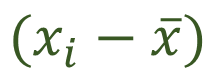 (xᵢ − x̄)